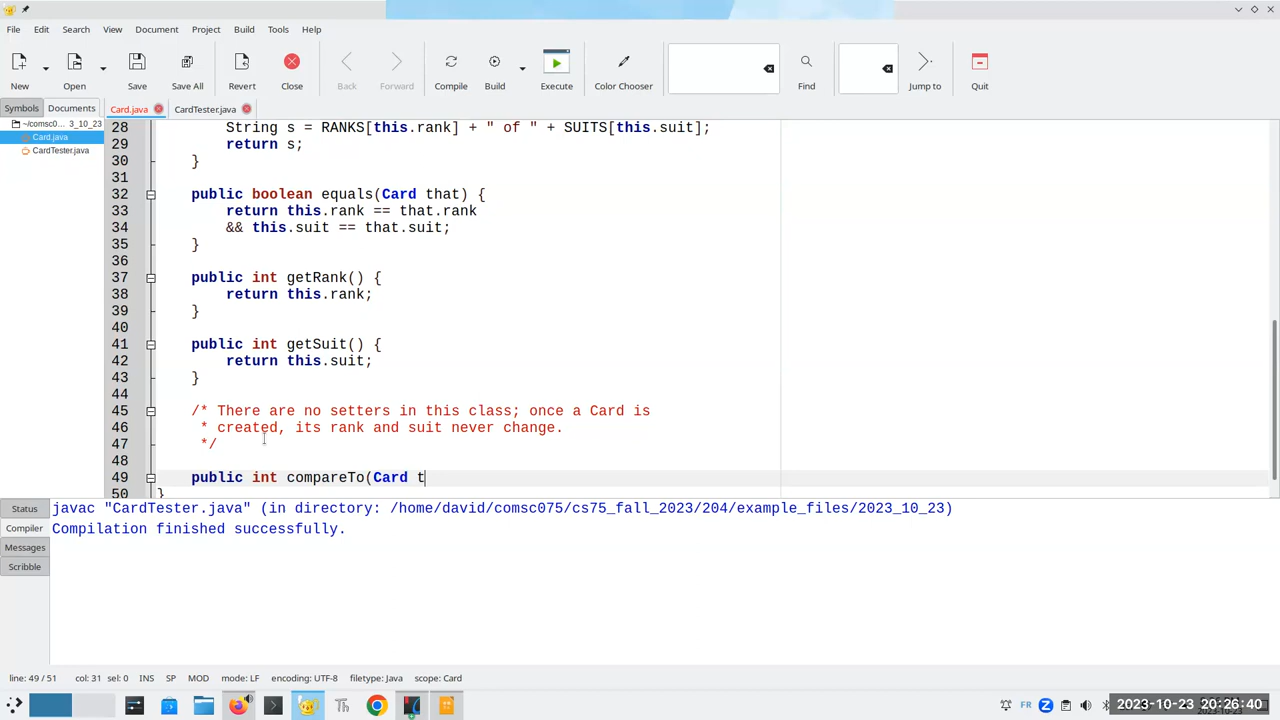 File Edit Search View Document Project Build Tools Help
New Open Save Save All Revert Close Back Forward Compile Build Execute Color Chooser Find Jump to Quit
Symbols Documents Card.java CardTester.java
~/comsc0... 3_10_23
Card.java
CardTester.java
28 String s = RANKS[this.rank] + " of " + SUITS[this.suit];
29 return s;
30 }
31
32 public boolean equals(Card that) {
33 return this.rank == that.rank
34 && this.suit == that.suit;
35 }
36
37 public int getRank() {
38 return this.rank;
39 }
40
41 public int getSuit() {
42 return this.suit;
43 }
44
45 /* There are no setters in this class; once a Card is
46 * created, its rank and suit never change.
47 */
48
49 public int compareTo(Card t
50 }
Status
Compiler
Messages
Scribble
javac "CardTester.java" (in directory: /home/david/comsc075/cs75_fall_2023/204/example_files/2023_10_23)
Compilation finished successfully.
line: 49 / 51 col: 31 sel: 0 INS SP MOD mode: LF encoding: UTF-8 filetype: Java scope: Card
FR 2023-10-23 20:26:40